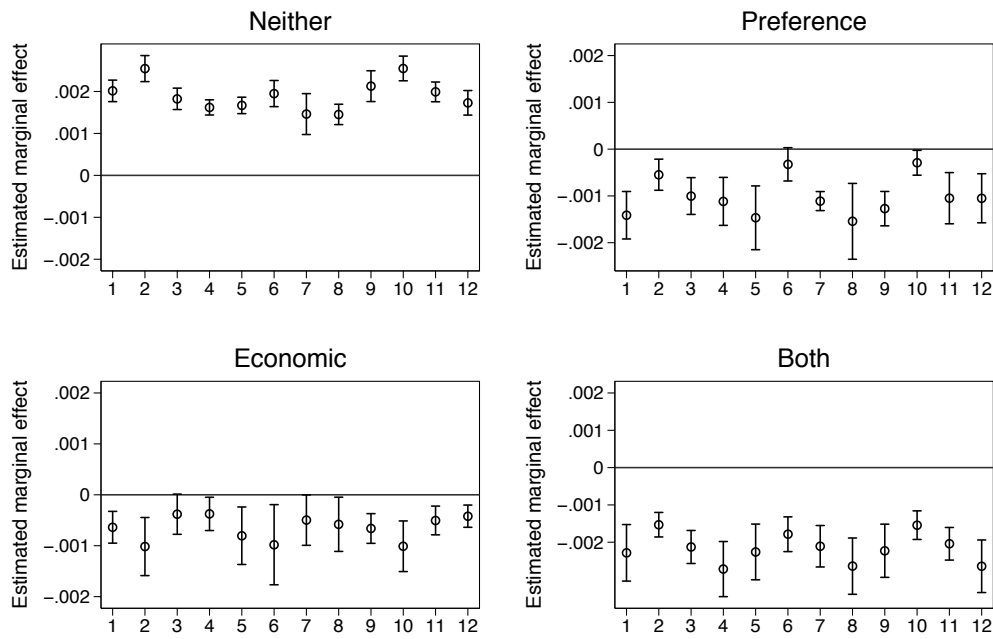 Neither
Estimated marginal effect
.002
.001
0
−.001
−.002
1 2 3 4 5 6 7 8 9 10 11 12
Preference
Estimated marginal effect
.002
.001
0
−.001
−.002
1 2 3 4 5 6 7 8 9 10 11 12
Economic
Estimated marginal effect
.002
.001
0
−.001
−.002
1 2 3 4 5 6 7 8 9 10 11 12
Both
Estimated marginal effect
.002
.001
0
−.001
−.002
1 2 3 4 5 6 7 8 9 10 11 12